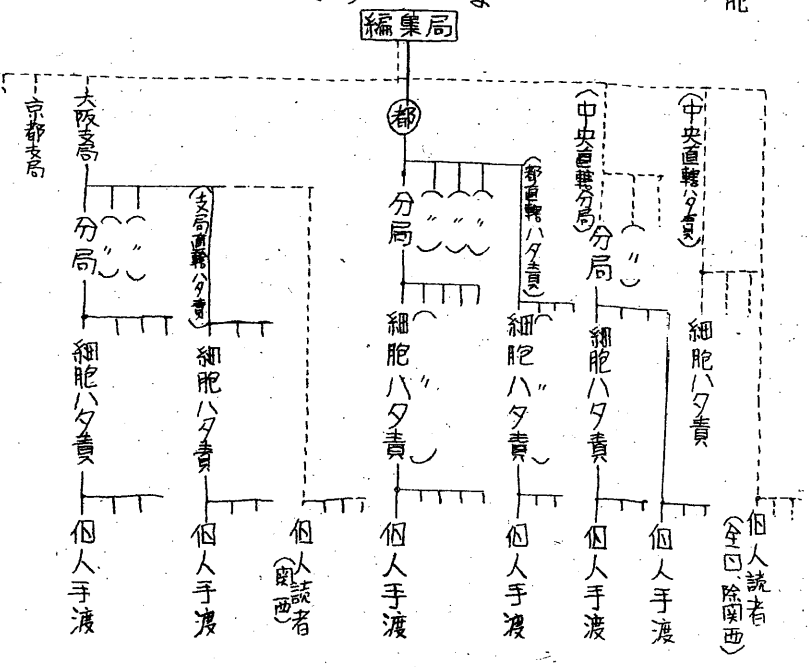 編集局
京都支局
大阪支局
都
(中央直轄分局)
(中央直轄ハタ責)
分局
(〃)
(〃)
(支局直轄ハタ責)
分局
(〃)
(〃)
(〃)
(都直轄ハタ責)
分局
(〃)
細胞ハタ責
細胞ハタ責
細胞ハタ責
(〃)
細胞ハタ責
(〃)
細胞ハタ責
細胞ハタ責
個人手渡
個人手渡
個人読者
(関西)
個人手渡
個人手渡
個人手渡
個人手渡
個人読者
(全国、除関西)